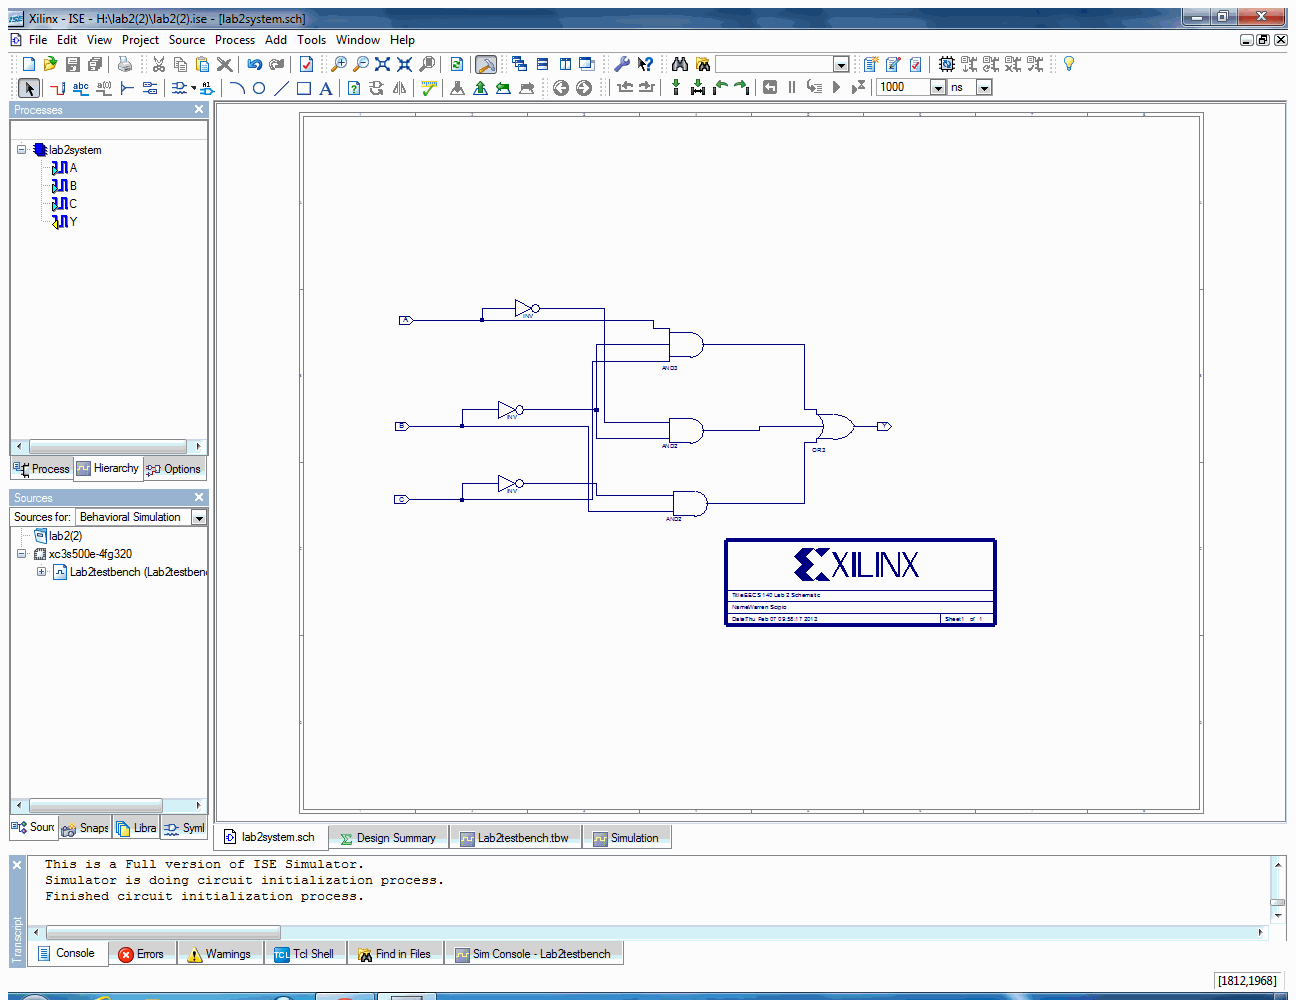 Xilinx - ISE - H:\lab2(2)\lab2(2).ise - [lab2system.sch]
File Edit View Project Source Process Add Tools Window Help
abc
1000 ns
Processes
lab2system
A
B
C
Y
Process Hierarchy Options
Sources
Sources for: Behavioral Simulation
lab2(2)
xc3s500e-4fg320
Lab2testbench (Lab2testben
Sourc Snaps Libra Syml
A
INV
AND3
B
INV
AND2
Y
OR3
C
INV
AND2
XILINX
Title EECS 140 Lab 2 Schematic
Name Warren Scipio
Date Thu Feb 07 09:58:17 2013 Sheet 1 of 1
lab2system.sch Design Summary Lab2testbench.tbw Simulation
This is a Full version of ISE Simulator.
Simulator is doing circuit initialization process.
Finished circuit initialization process.
Transcript
Console Errors Warnings TCL Tcl Shell Find in Files Sim Console - Lab2testbench
[1812,1968]